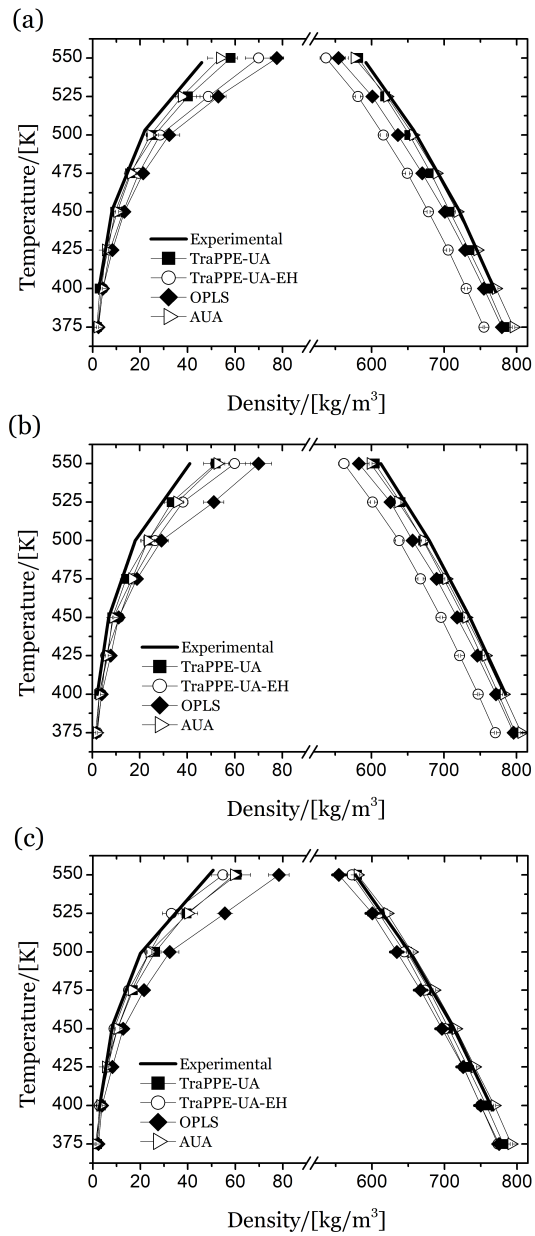 (a)
550
525
500
475
450
425
400
375
Temperature/[K]
Experimental
TraPPE-UA
TraPPE-UA-EH
OPLS
AUA
0 20 40 60 80 600 700 800
Density/[kg/m³]
(b)
550
525
500
475
450
425
400
375
Temperature/[K]
Experimental
TraPPE-UA
TraPPE-UA-EH
OPLS
AUA
0 20 40 60 80 600 700 800
Density/[kg/m³]
(c)
550
525
500
475
450
425
400
375
Temperature/[K]
Experimental
TraPPE-UA
TraPPE-UA-EH
OPLS
AUA
0 20 40 60 80 600 700 800
Density/[kg/m³]